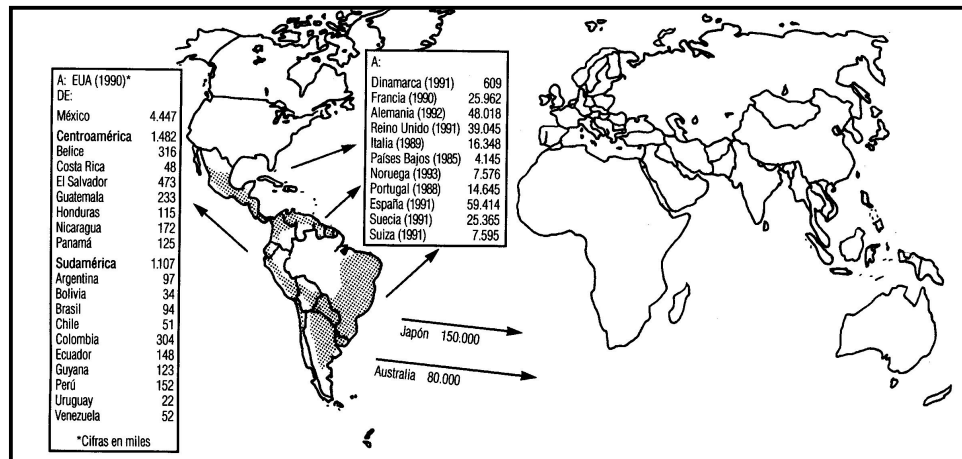 A: EUA (1990)*
DE:
México 4.447
Centroamérica 1.482
Belice 316
Costa Rica 48
El Salvador 473
Guatemala 233
Honduras 115
Nicaragua 172
Panamá 125
Sudamérica 1.107
Argentina 97
Bolivia 34
Brasil 94
Chile 51
Colombia 304
Ecuador 148
Guyana 123
Perú 152
Uruguay 22
Venezuela 52
*Cifras en miles
A:
Dinamarca (1991) 609
Francia (1990) 25.962
Alemania (1992) 48.018
Reino Unido (1991) 39.045
Italia (1989) 16.348
Países Bajos (1985) 4.145
Noruega (1993) 7.576
Portugal (1988) 14.645
España (1991) 59.414
Suecia (1991) 25.365
Suiza (1991) 7.595
Japón 150.000
Australia 80.000